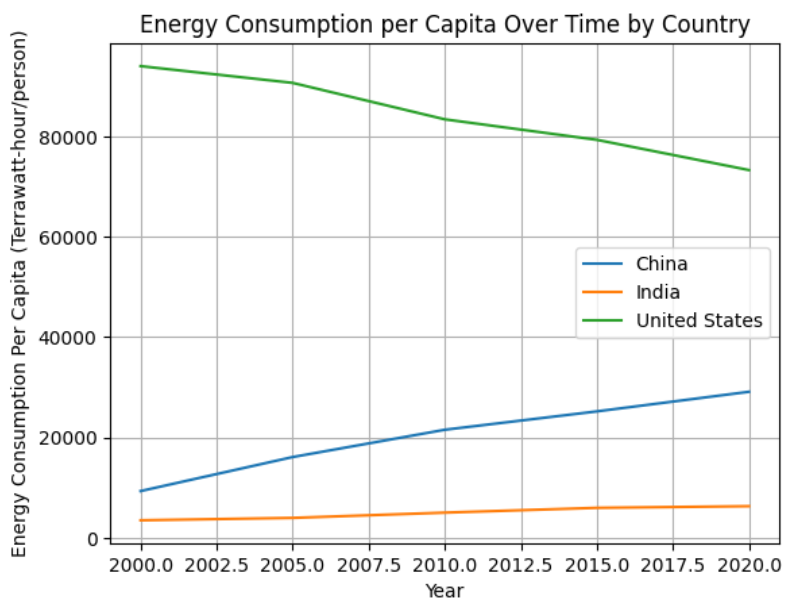 Energy Consumption per Capita Over Time by Country
Energy Consumption Per Capita (Terrawatt-hour/person)
80000
60000
40000
20000
0
China
India
United States
2000.0 2002.5 2005.0 2007.5 2010.0 2012.5 2015.0 2017.5 2020.0
Year